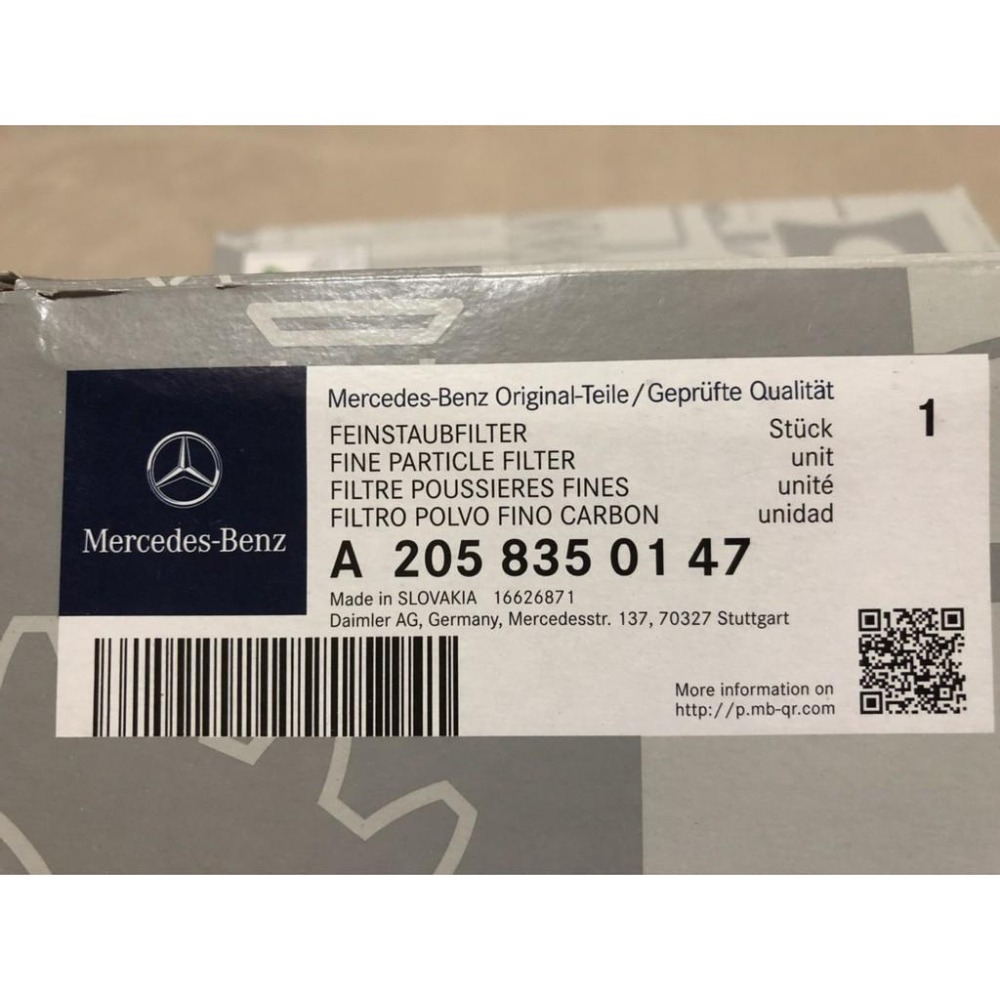 Mercedes-Benz Original-Teile/Geprüfte Qualität
1
FEINSTAUBFILTER Stück
FINE PARTICLE FILTER unit
FILTRE POUSSIERES FINES unité
FILTRO POLVO FINO CARBON unidad
Mercedes-Benz
A 205 835 01 47
Made in SLOVAKIA 16626871
Daimler AG, Germany, Mercedesstr. 137, 70327 Stuttgart
More information on
http://p.mb-qr.com